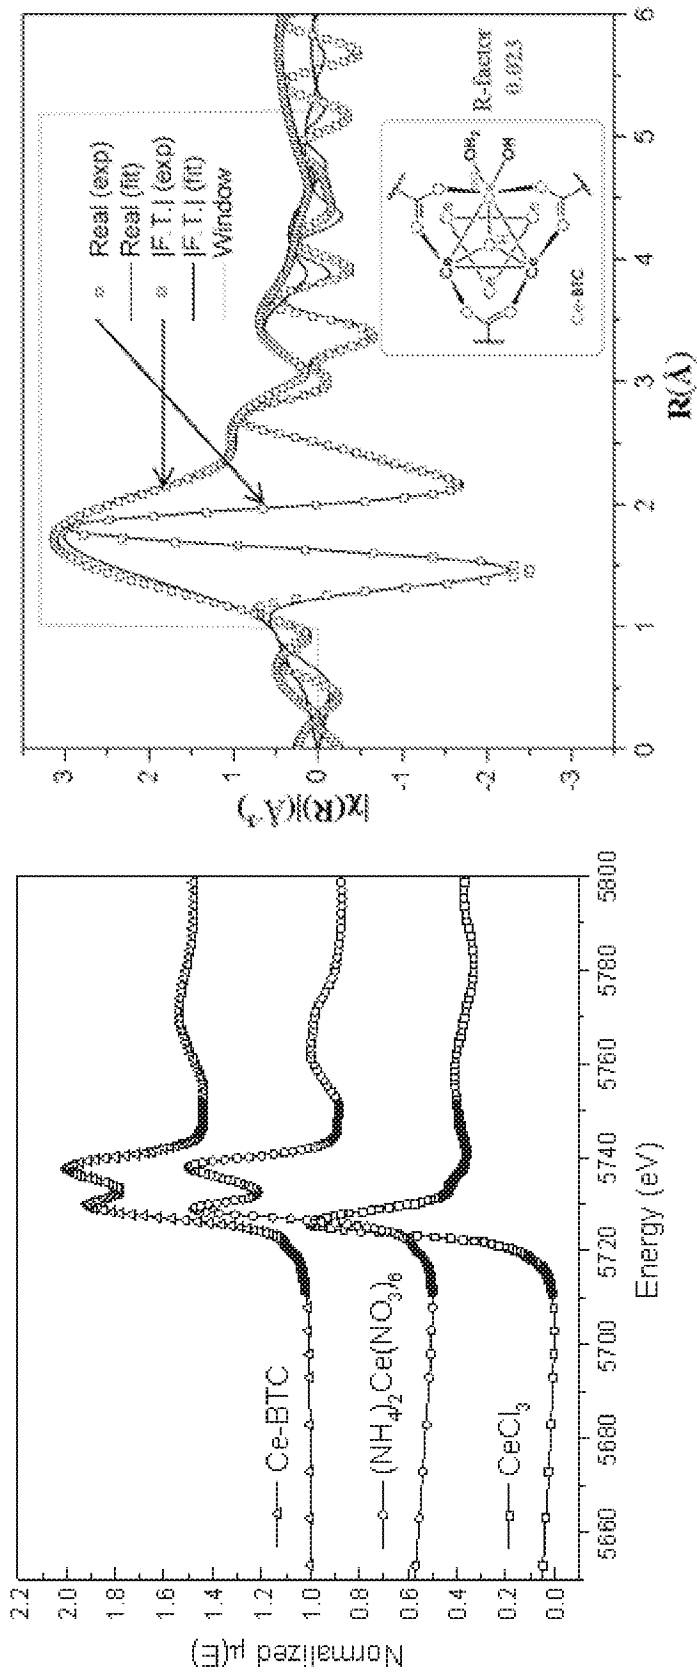 Normalized μ(E)
2.2
2.0
1.8
1.6
1.4
1.2
1.0
0.8
0.6
0.4
0.2
0.0
Ce-BTC
(NH4)2Ce(NO3)6
CeCl3
5660
5680
5700
5720
5740
5760
5780
5800
Energy (eV)
|χ(R)|(Å-3)
3
2
1
0
-1
-2
-3
Real (exp)
Real (fit)
|F.T.| (exp)
|F.T.| (fit)
Window
OH2
OH
Ce-BTC
R-factor
0.023
0
1
2
3
4
5
6
R(Å)